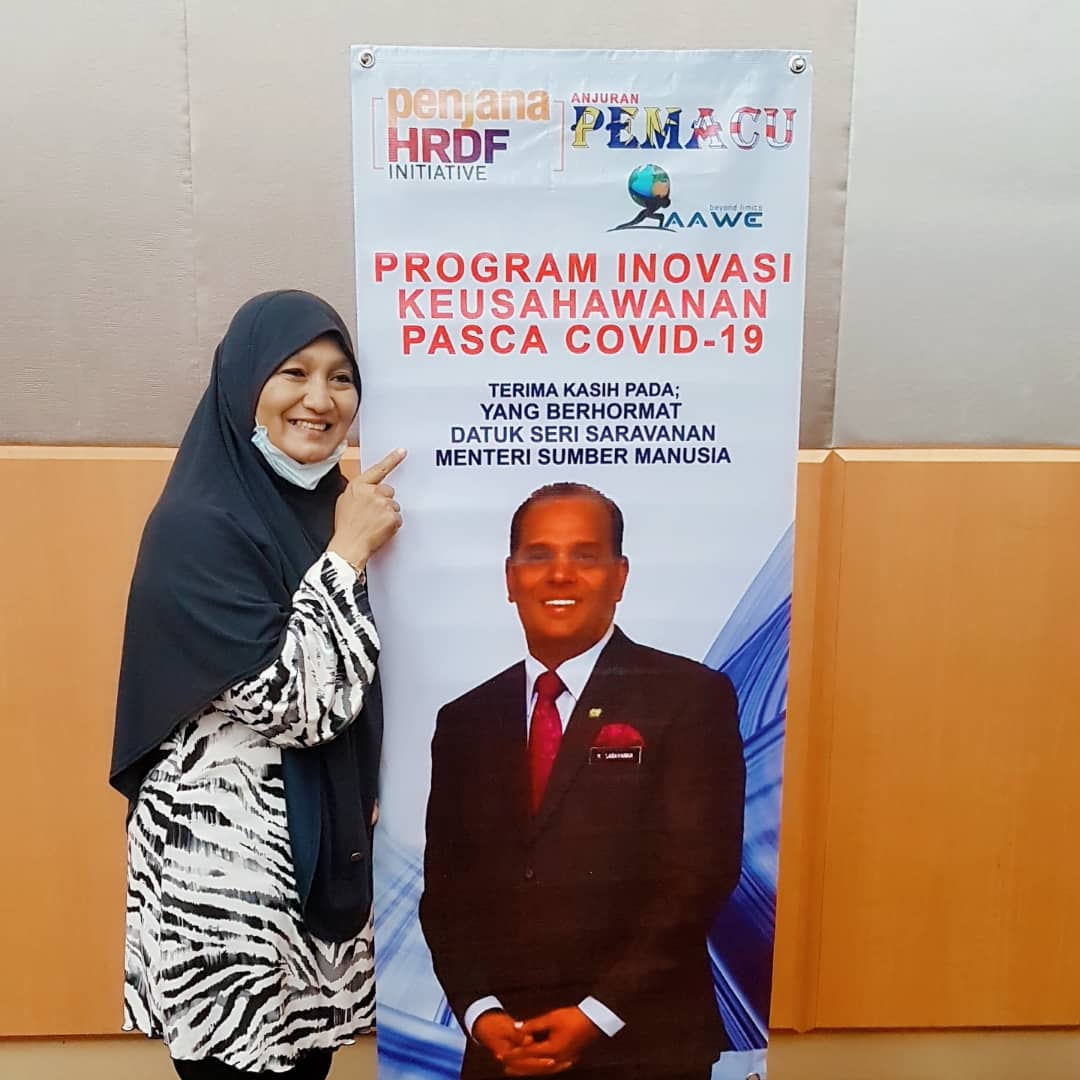 penjana
HRDF
INITIATIVE
ANJURAN
PEMACU
beyond limits
AAWE
PROGRAM INOVASI
KEUSAHAWANAN
PASCA COVID-19
TERIMA KASIH PADA;
YANG BERHORMAT
DATUK SERI SARAVANAN
MENTERI SUMBER MANUSIA